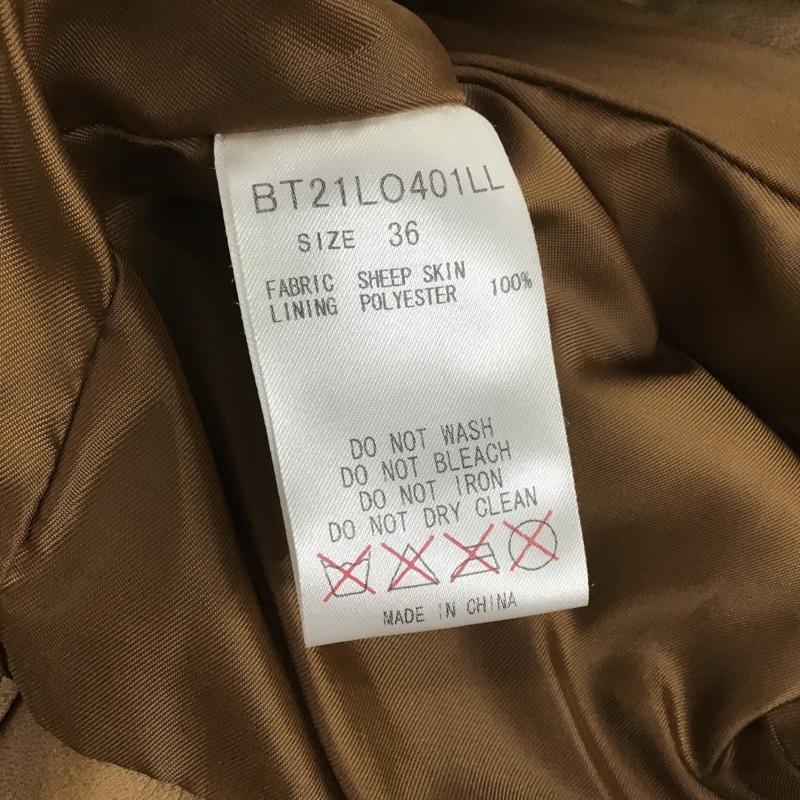 BT21LO401LL
SIZE 36
FABRIC SHEEP SKIN
LINING POLYESTER 100%
DO NOT WASH
DO NOT BLEACH
DO NOT IRON
DO NOT DRY CLEAN
MADE IN CHINA